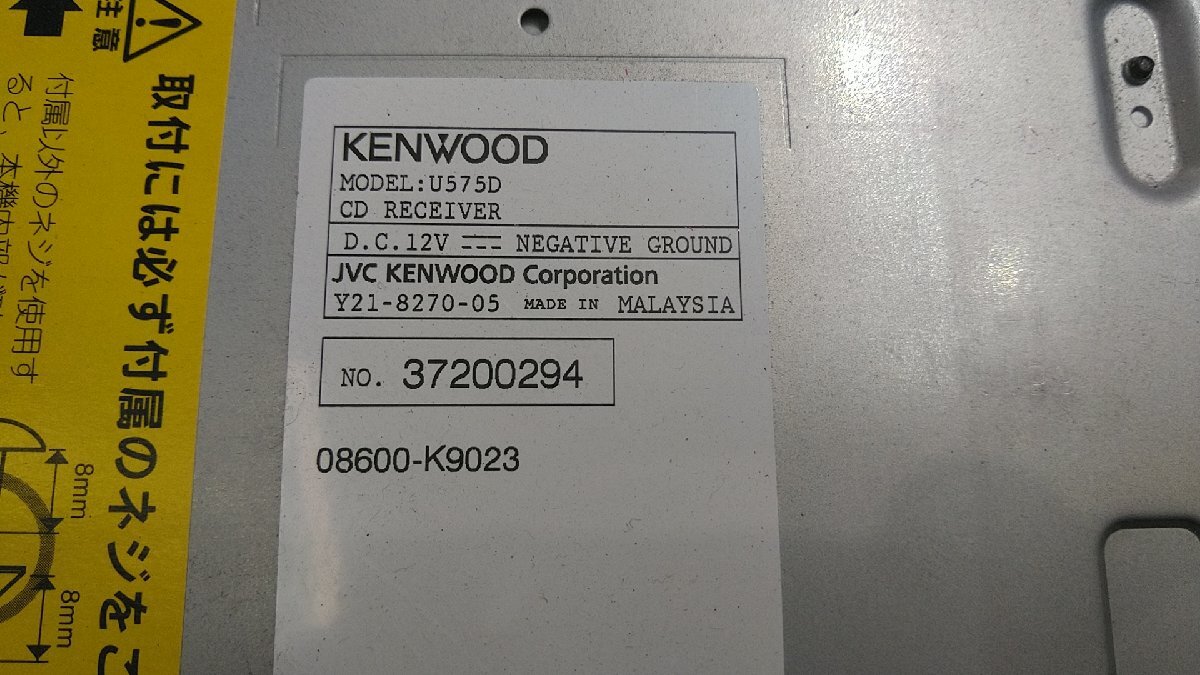 KENWOOD
MODEL:U575D
CD RECEIVER
D.C.12V NEGATIVE GROUND
JVC KENWOOD Corporation
Y21-8270-05 MADE IN MALAYSIA
NO. 37200294
08600-K9023
注意
取付には必ず付属のネジをご
付属以外のネジを使用す
ると、本機内部
8mm
8mm